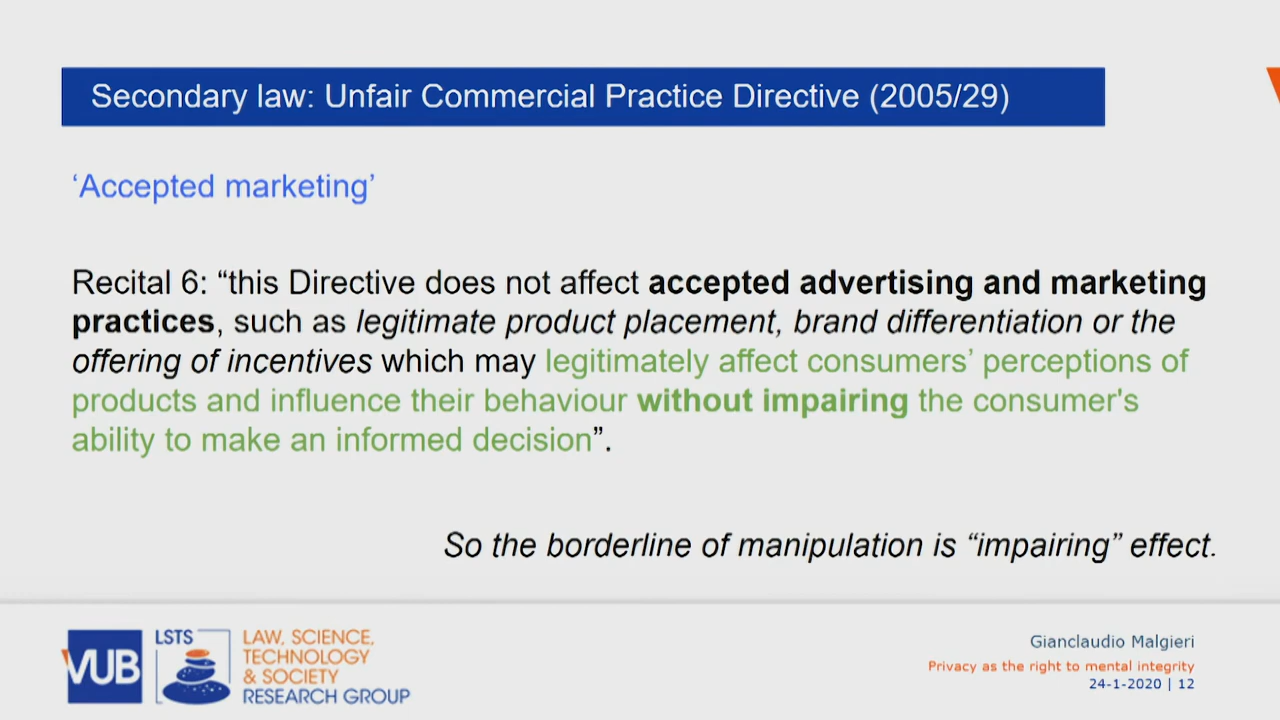 Secondary law: Unfair Commercial Practice Directive (2005/29)
‘Accepted marketing’
Recital 6: “this Directive does not affect accepted advertising and marketing
practices, such as legitimate product placement, brand differentiation or the
offering of incentives which may legitimately affect consumers’ perceptions of
products and influence their behaviour without impairing the consumer's
ability to make an informed decision”.
So the borderline of manipulation is “impairing” effect.
VUB
LSTS
LAW, SCIENCE,
TECHNOLOGY
& SOCIETY
RESEARCH GROUP
Gianclaudio Malgieri
Privacy as the right to mental integrity
24-1-2020 | 12